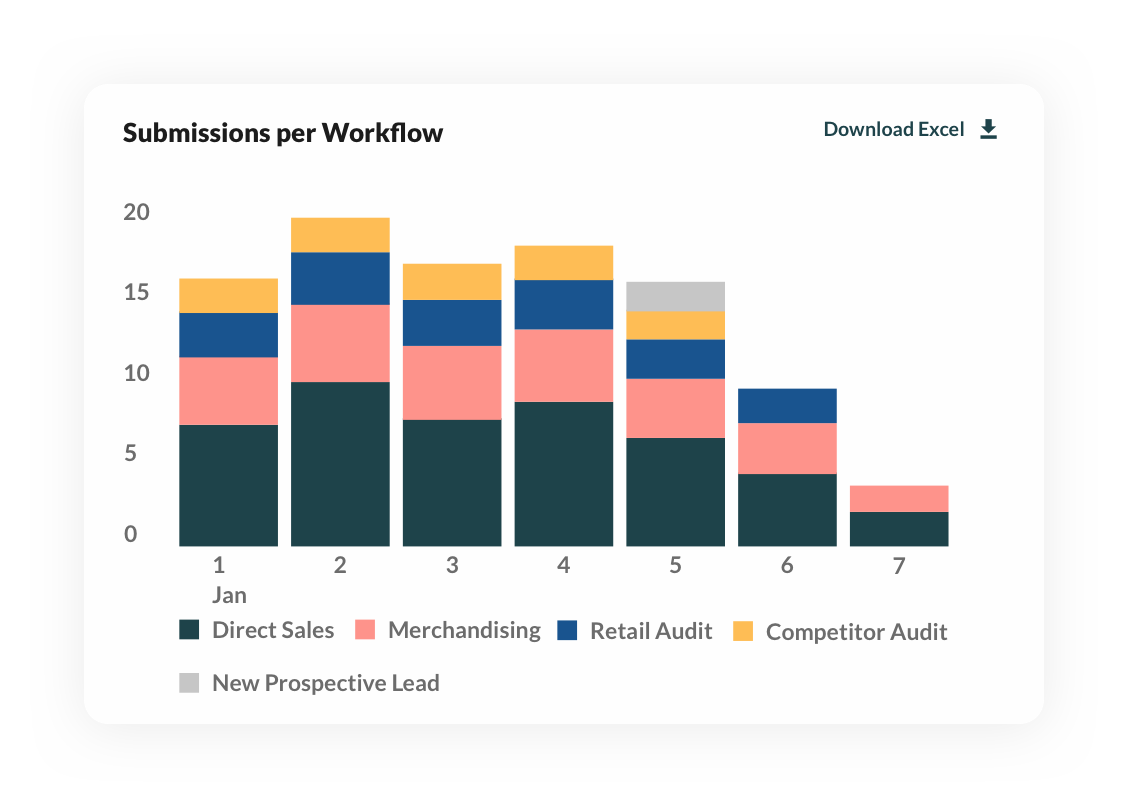 Submissions per Workflow
Download Excel
20
15
10
5
0
1 2 3 4 5 6 7
Jan
Direct Sales Merchandising Retail Audit Competitor Audit
New Prospective Lead